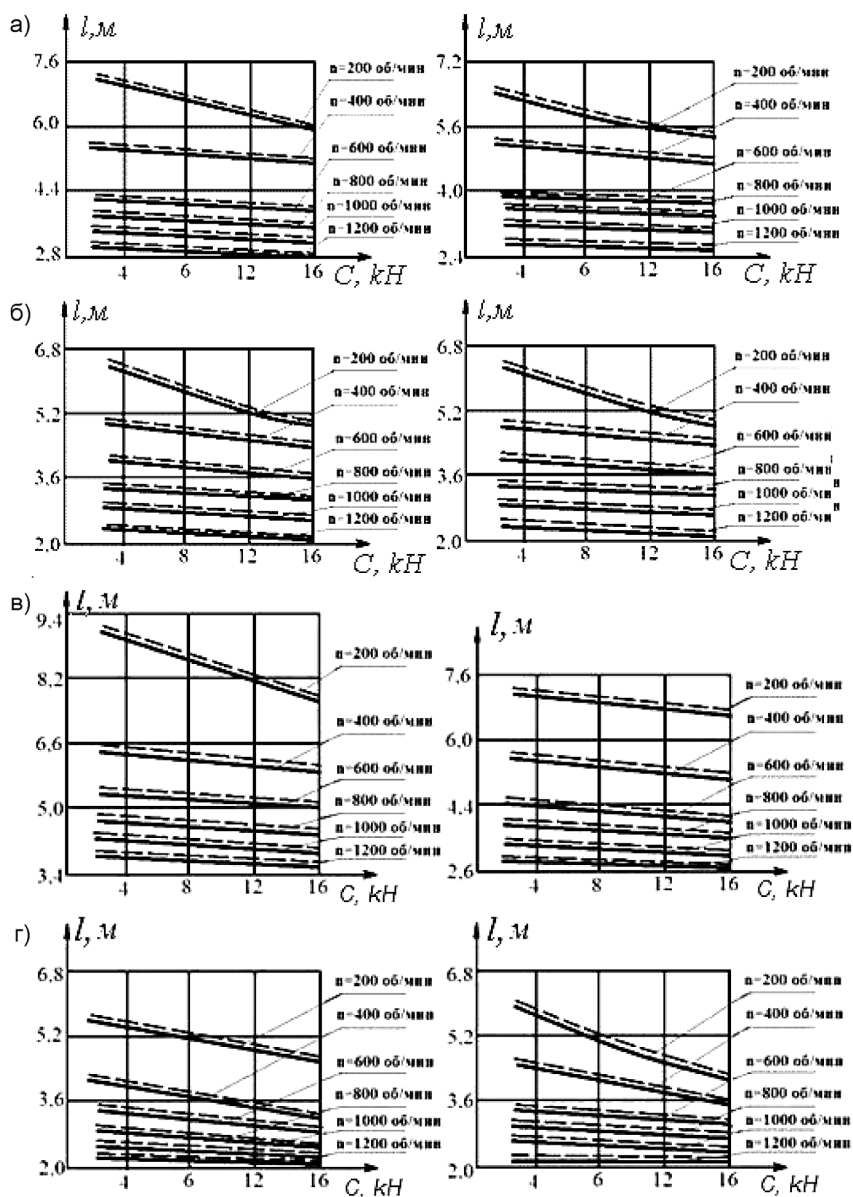 а)
l,м
7.6
n=200 об/мин
n=400 об/мин
6.0
n=600 об/мин
n=800 об/мин
4.4
n=1000 об/мин
n=1200 об/мин
2.8
4 6 12 16
C, kH
l,м
7.2
n=200 об/мин
n=400 об/мин
5.6
n=600 об/мин
n=800 об/мин
4.0
n=1000 об/мин
n=1200 об/мин
2.4
4 8 12 16
C, kH
б)
l,м
6.8
n=200 об/мин
n=400 об/мин
5.2
n=600 об/мин
n=800 об/мин
3.6
n=1000 об/мин
n=1200 об/мин
2.0
4 8 12 16
C, kH
l,м
6.8
n=200 об/мин
n=400 об/мин
5.2
n=600 об/мин
n=800 об/мин
3.6
n=1000 об/мин
n=1200 об/мин
2.0
4 8 12 16
C, kH
в)
l, м
9.4
n=200 об/мин
8.2
n=400 об/мин
6.6
n=600 об/мин
n=800 об/мин
5.0
n=1000 об/мин
n=1200 об/мин
3.4
4 8 12 16
C, kH
l, м
7.6
n=200 об/мин
n=400 об/мин
6.0
n=600 об/мин
n=800 об/мин
4.4
n=1000 об/мин
n=1200 об/мин
2.6
4 8 12 16
C, kH
г)
l, м
6.8
n=200 об/мин
n=400 об/мин
5.2
n=600 об/мин
n=800 об/мин
3.6
n=1000 об/мин
n=1200 об/мин
2.0
4 8 12 16
C, kH
l, м
6.8
n=200 об/мин
n=400 об/мин
5.2
n=600 об/мин
n=800 об/мин
3.6
n=1000 об/мин
n=1200 об/мин
2.0
4 6 12 16
C, kH